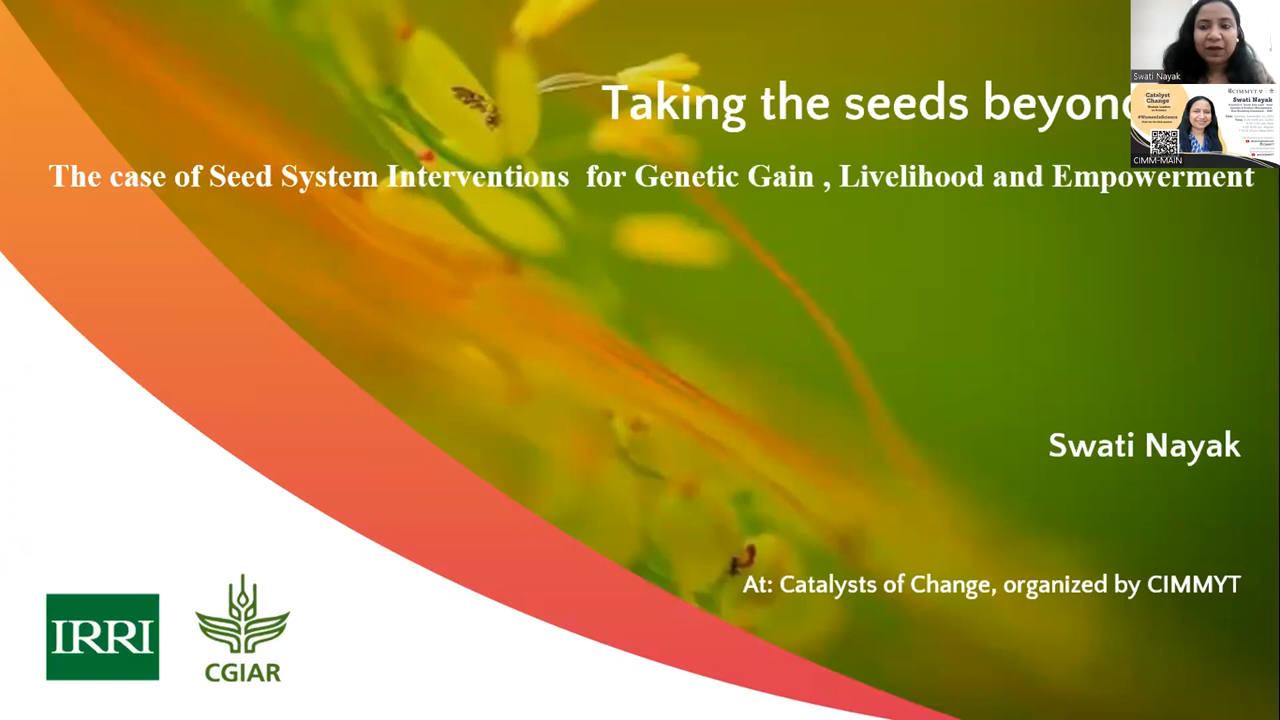 Taking the seeds beyond
The case of Seed System Interventions for Genetic Gain , Livelihood and Empowerment
Swati Nayak
At: Catalysts of Change, organized by CIMMYT
IRRI
CGIAR
Swati Nayak
Catalyst
Change
#WomenInScience
CIMMYT
Swati Nayak
CIMM-MAIN